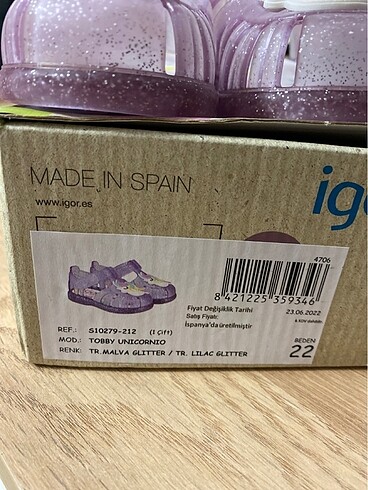 MADE IN SPAIN
www.igor.es
igo
4706
8 421225 359346
Fiyat Değişiklik Tarihi 23.06.2022
Satış Fiyatı: & KDV dahildir.
İspanya'da üretilmiştir
REF.: S10279-212 (1 Çift)
MOD.: TOBBY UNICORNIO
RENK: TR.MALVA GLITTER / TR. LILAC GLITTER
BEDEN
22